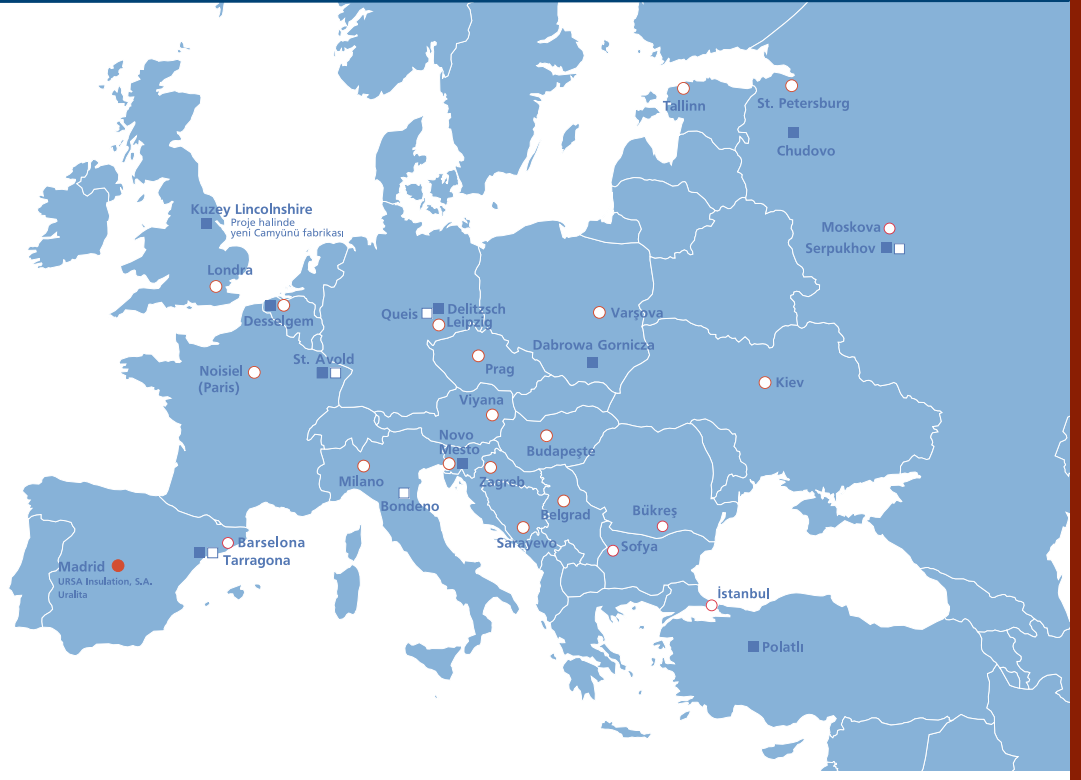 Tallinn
St. Petersburg
Chudovo
Kuzey Lincolnshire
Proje halinde
yeni Camyünü fabrikası
Moskova
Serpukhov
Londra
Desselgem
Queis
Delitzsch
Leipzig
Varşova
Dabrowa Gornicza
St. Avold
Noisiel
(Paris)
Prag
Kiev
Viyana
Novo
Mesto
Budapeşte
Milano
Zagreb
Bondeno
Belgrad
Bükreş
Sarayevo
Sofya
Barselona
Tarragona
Madrid
URSA Insulation, S.A.
Uralita
İstanbul
Polatlı